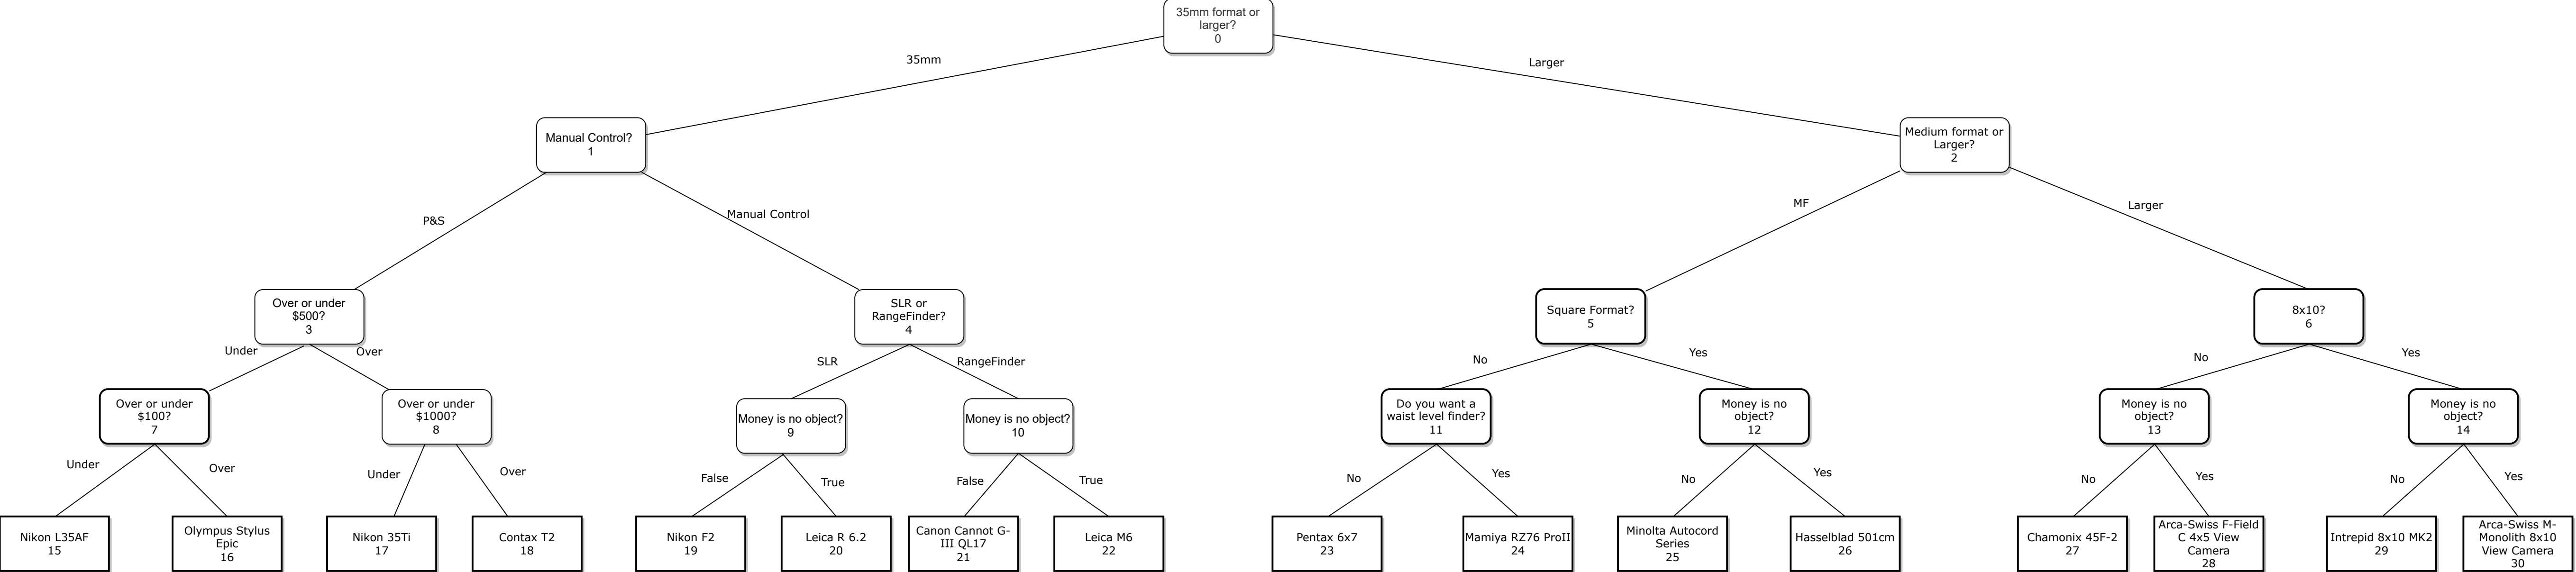 35mm format or
larger?
0
35mm
Larger
Manual Control?
1
Medium format or
Larger?
2
P&S
Manual Control
MF
Larger
Over or under
$500?
3
SLR or
RangeFinder?
4
Square Format?
5
8x10?
6
Under
Over
SLR
RangeFinder
No
Yes
No
Yes
Over or under
$100?
7
Over or under
$1000?
8
Money is no object?
9
Money is no object?
10
Do you want a
waist level finder?
11
Money is no
object?
12
Money is no
object?
13
Money is no
object?
14
Under
Over
Under
Over
False
True
False
True
No
Yes
No
Yes
No
Yes
No
Yes
Nikon L35AF
15
Olympus Stylus
Epic
16
Nikon 35Ti
17
Contax T2
18
Nikon F2
19
Leica R 6.2
20
Canon Cannot G-
III QL17
21
Leica M6
22
Pentax 6x7
23
Mamiya RZ76 ProII
24
Minolta Autocord
Series
25
Hasselblad 501cm
26
Chamonix 45F-2
27
Arca-Swiss F-Field
C 4x5 View
Camera
28
Intrepid 8x10 MK2
29
Arca-Swiss M-
Monolith 8x10
View Camera
30